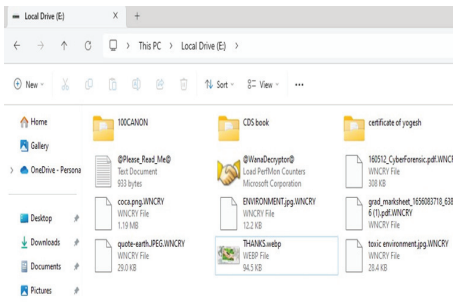 Local Drive (E:)
This PC > Local Drive (E:) >
New Sort View ...
Home
Gallery
OneDrive - Persona
Desktop
Downloads
Documents
Pictures
100CANON
CDS book
certificate of yogesh
@Please_Read_Me@
Text Document
933 bytes
@WanaDecryptor@
Load PerfMon Counters
Microsoft Corporation
160512_CyberForensic.pdf.WNCR
WNCRY File
308 KB
coca.png.WNCRY
WNCRY File
1.19 MB
ENVIRONMENT.jpg.WNCRY
WNCRY File
12.2 KB
grad_marksheet_1656083718_638
6 (1).pdf.WNCRY
WNCRY File
quote-earth.JPEG.WNCRY
WNCRY File
29.0 KB
THANKS.webp
WEBP File
94.5 KB
toxic environment.jpg.WNCRY
WNCRY File
28.4 KB